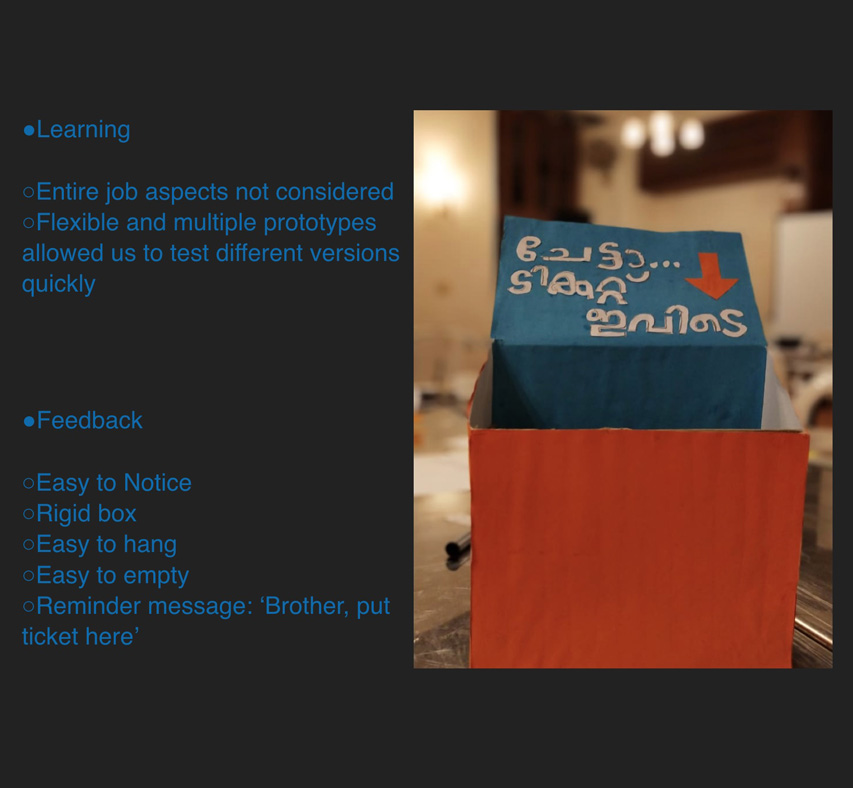 ●Learning
○Entire job aspects not considered
○Flexible and multiple prototypes
allowed us to test different versions
quickly
●Feedback
○Easy to Notice
○Rigid box
○Easy to hang
○Easy to empty
○Reminder message: ‘Brother, put
ticket here’
ചേട്ടാ...
ടിക്കറ്റ്
ഇവിടെ